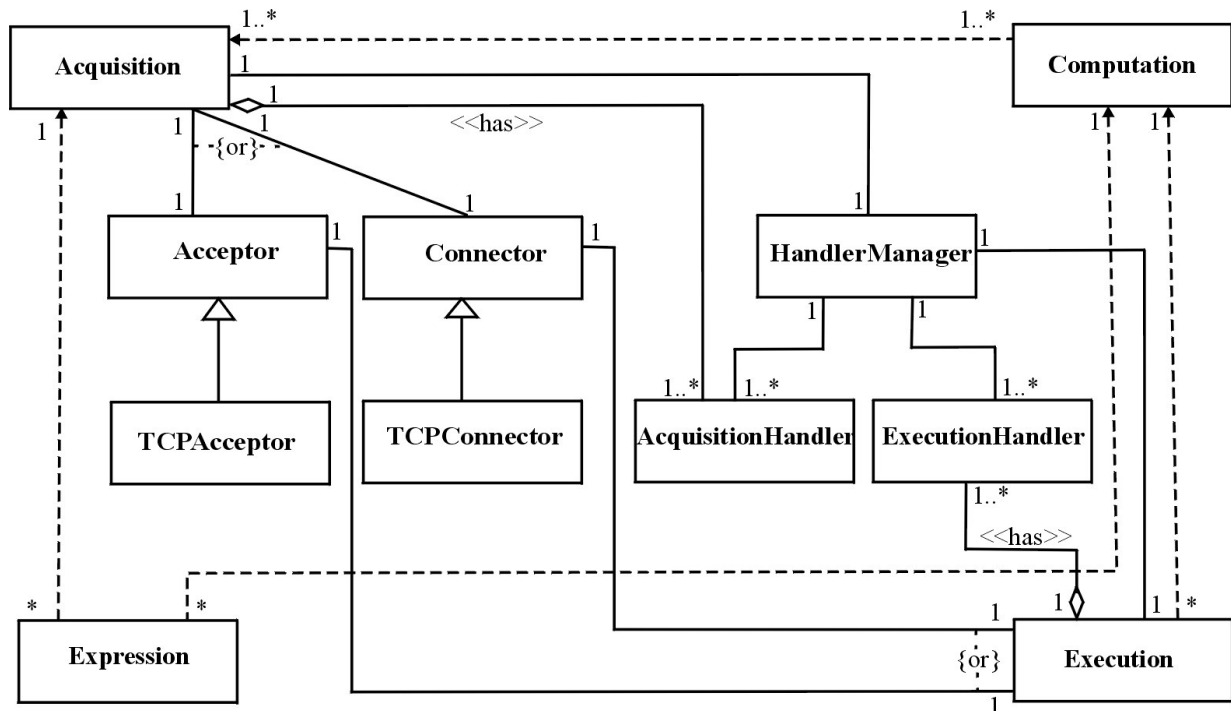 1..*
1..*
Acquisition
1
Computation
1
<<has>>
1
1
1
{or}
1
1
1
1
1
1
1
Acceptor
Connector
HandlerManager
1
1
1
1
1..*
1..*
1..*
TCPAcceptor
TCPConnector
AcquisitionHandler
ExecutionHandler
1..*
<<has>>
*
*
1
1
1
*
Expression
{or}
Execution
1